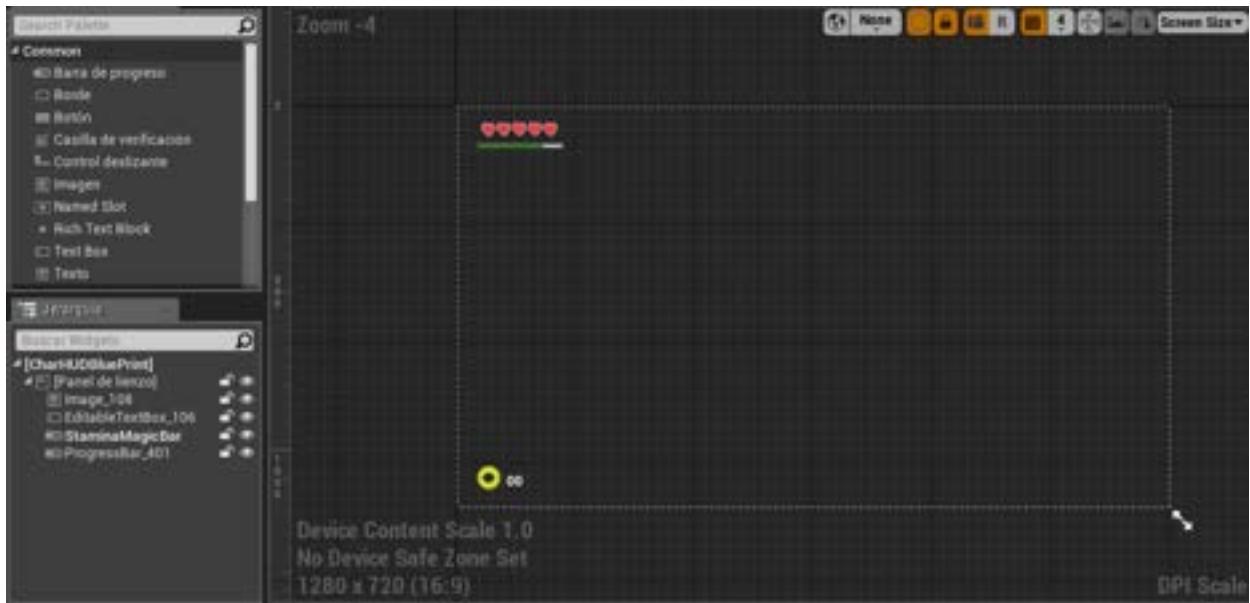 Search Palette
Common
Barra de progreso
Borde
Botón
Casilla de verificación
Control deslizante
Imagen
Named Slot
Rich Text Block
Text Box
Texto
Jerarquía
Buscar Widgets
[CharHUDBluePrint]
[Panel de lienzo]
Image_108
EditableTextBox_106
StaminaMagicBar
ProgressBar_401
Zoom -4
None
R
4
Screen Size
00
Device Content Scale 1.0
No Device Safe Zone Set
1280 x 720 (16:9)
DPI Scale